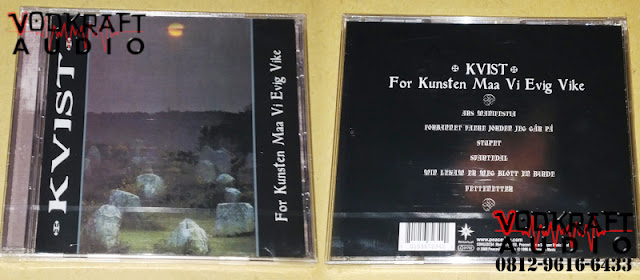 VODKRAFT
AUDIO
KVIST
For Kunsten Maa Vi Evig Vike
KVIST
For Kunsten Maa Vi Evig Vike
ARS MANIFESTIA
FORBANNET VÆRE JORDEN JEG GÅR PÅ
STUPET
SVARTEDAL
MIN LEKAM ER MEG BLOTT EN BYRDE
VETTENETTER
VODKRAFT
AUDIO
0812-9616-6433